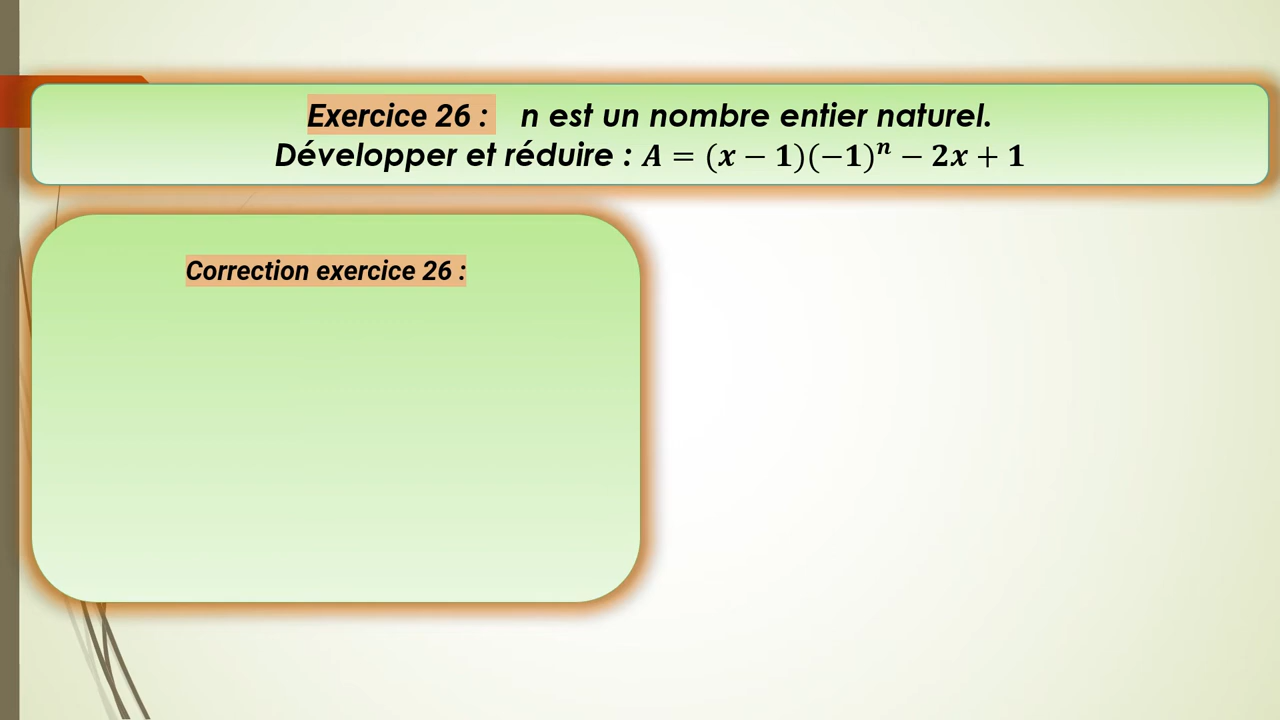 Exercice 26 : n est un nombre entier naturel.
Développer et réduire : A = (x − 1)(−1)ⁿ − 2x + 1
Correction exercice 26 :